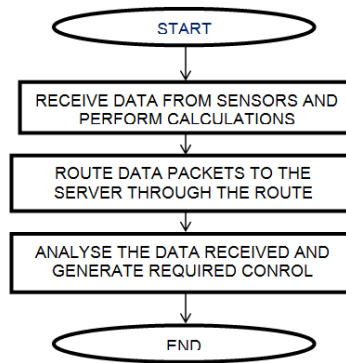 START
RECEIVE DATA FROM SENSORS AND
PERFORM CALCULATIONS
ROUTE DATA PACKETS TO THE
SERVER THROUGH THE ROUTE
ANALYSE THE DATA RECEIVED AND
GENERATE REQUIRED CONROL
END